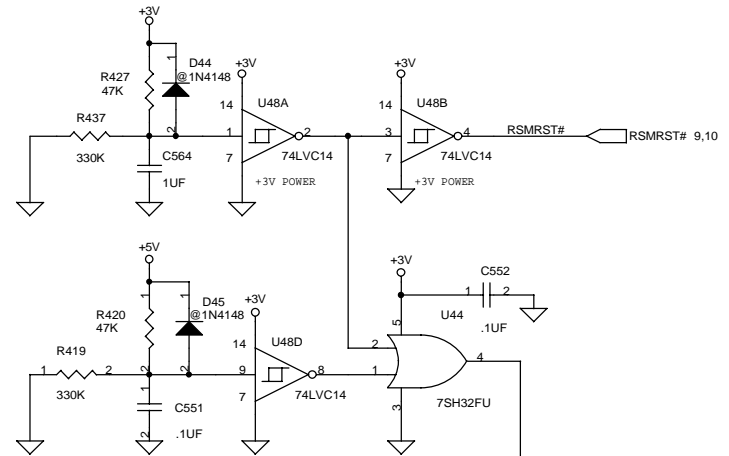 +3V
R427
47K
1
D44
@1N4148
2
R437
330K
C564
1UF
+3V
14
U48A
1
2
7
74LVC14
+3V POWER
+3V
14
U48B
3
4
7
74LVC14
+3V POWER
RSMRST#
RSMRST# 9,10
+5V
1
R420
47K
2
1
D45
@1N4148
2
R419
1
2
330K
1
C551
2
.1UF
+3V
14
U48D
9
8
7
74LVC14
+3V
C552
1
2
.1UF
5
U44
2
1
4
3
7SH32FU